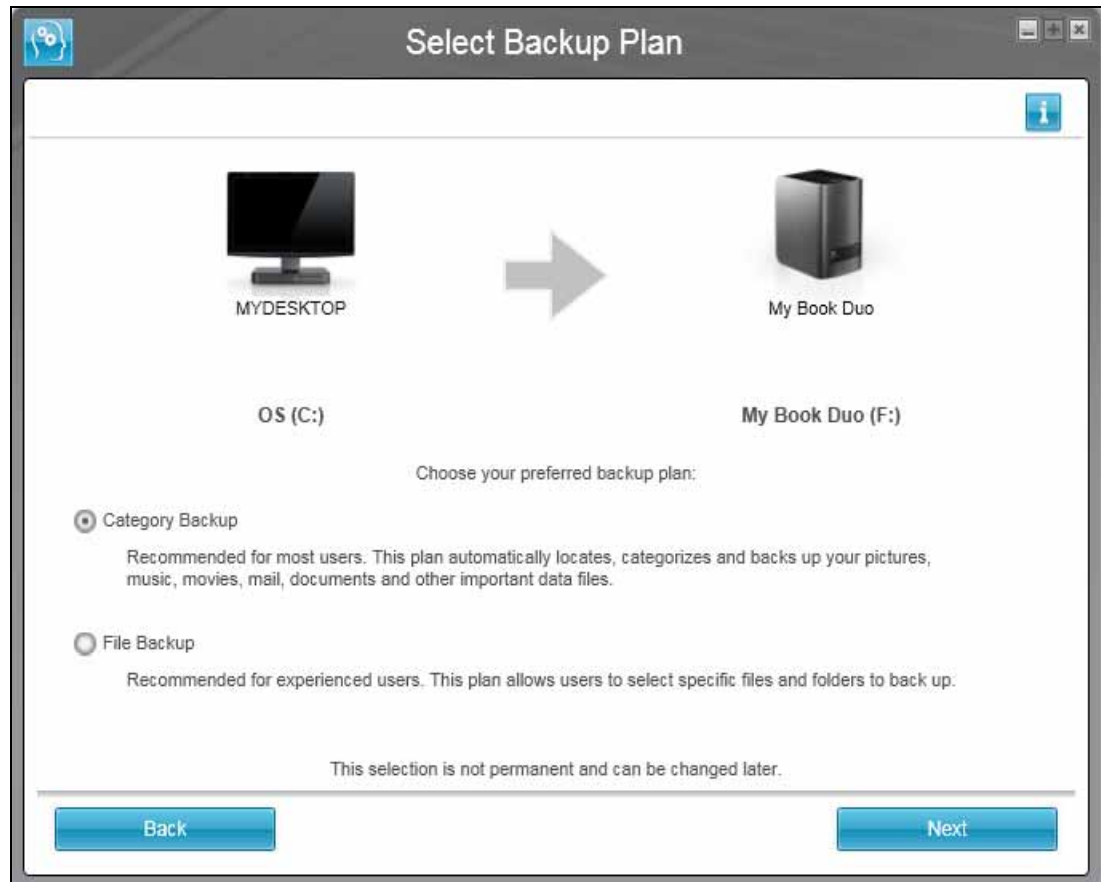 Select Backup Plan
MYDESKTOP
My Book Duo
OS (C:)
My Book Duo (F:)
Choose your preferred backup plan:
Category Backup
Recommended for most users. This plan automatically locates, categorizes and backs up your pictures,
music, movies, mail, documents and other important data files.
File Backup
Recommended for experienced users. This plan allows users to select specific files and folders to back up.
This selection is not permanent and can be changed later.
Back
Next